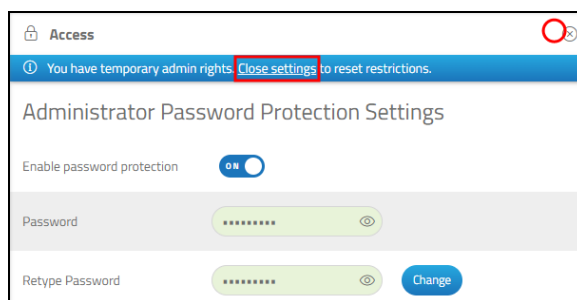 Access
You have temporary admin rights. Close settings to reset restrictions.
Administrator Password Protection Settings
Enable password protection
ON
Password
Retype Password
Change